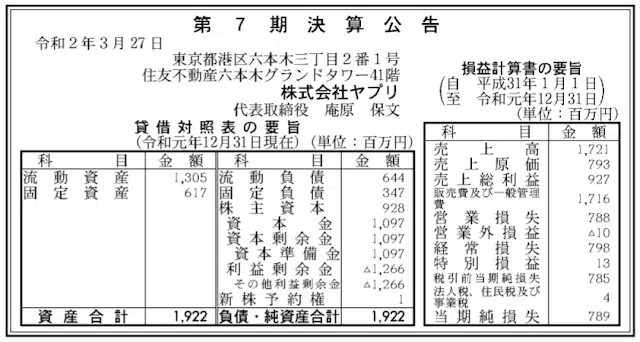 第７期決算公告
令和２年３月27日
東京都港区六本木三丁目２番１号
住友不動産六本木グランドタワー41階
株式会社ヤプリ
代表取締役　庵原　保文
貸借対照表の要旨
(令和元年12月31日現在)（単位：百万円）
科目　金額　科目　金額
流動資産　1,305　流動負債　644
固定資産　617　固定負債　347
株主資本　928
資本金　1,097
資本剰余金　1,097
資本準備金　1,097
利益剰余金　△1,266
その他利益剰余金　△1,266
新株予約権　1
資産合計　1,922　負債・純資産合計　1,922
損益計算書の要旨
(自　平成31年１月１日
至　令和元年12月31日)
（単位：百万円）
科目　金額
売上高　1,721
売上原価　793
売上総利益　927
販売費及び一般管理
費　1,716
営業損失　788
営業外損益　△10
経常損失　798
特別損益　13
税引前当期純損失　785
法人税、住民税及び
事業税　4
当期純損失　789